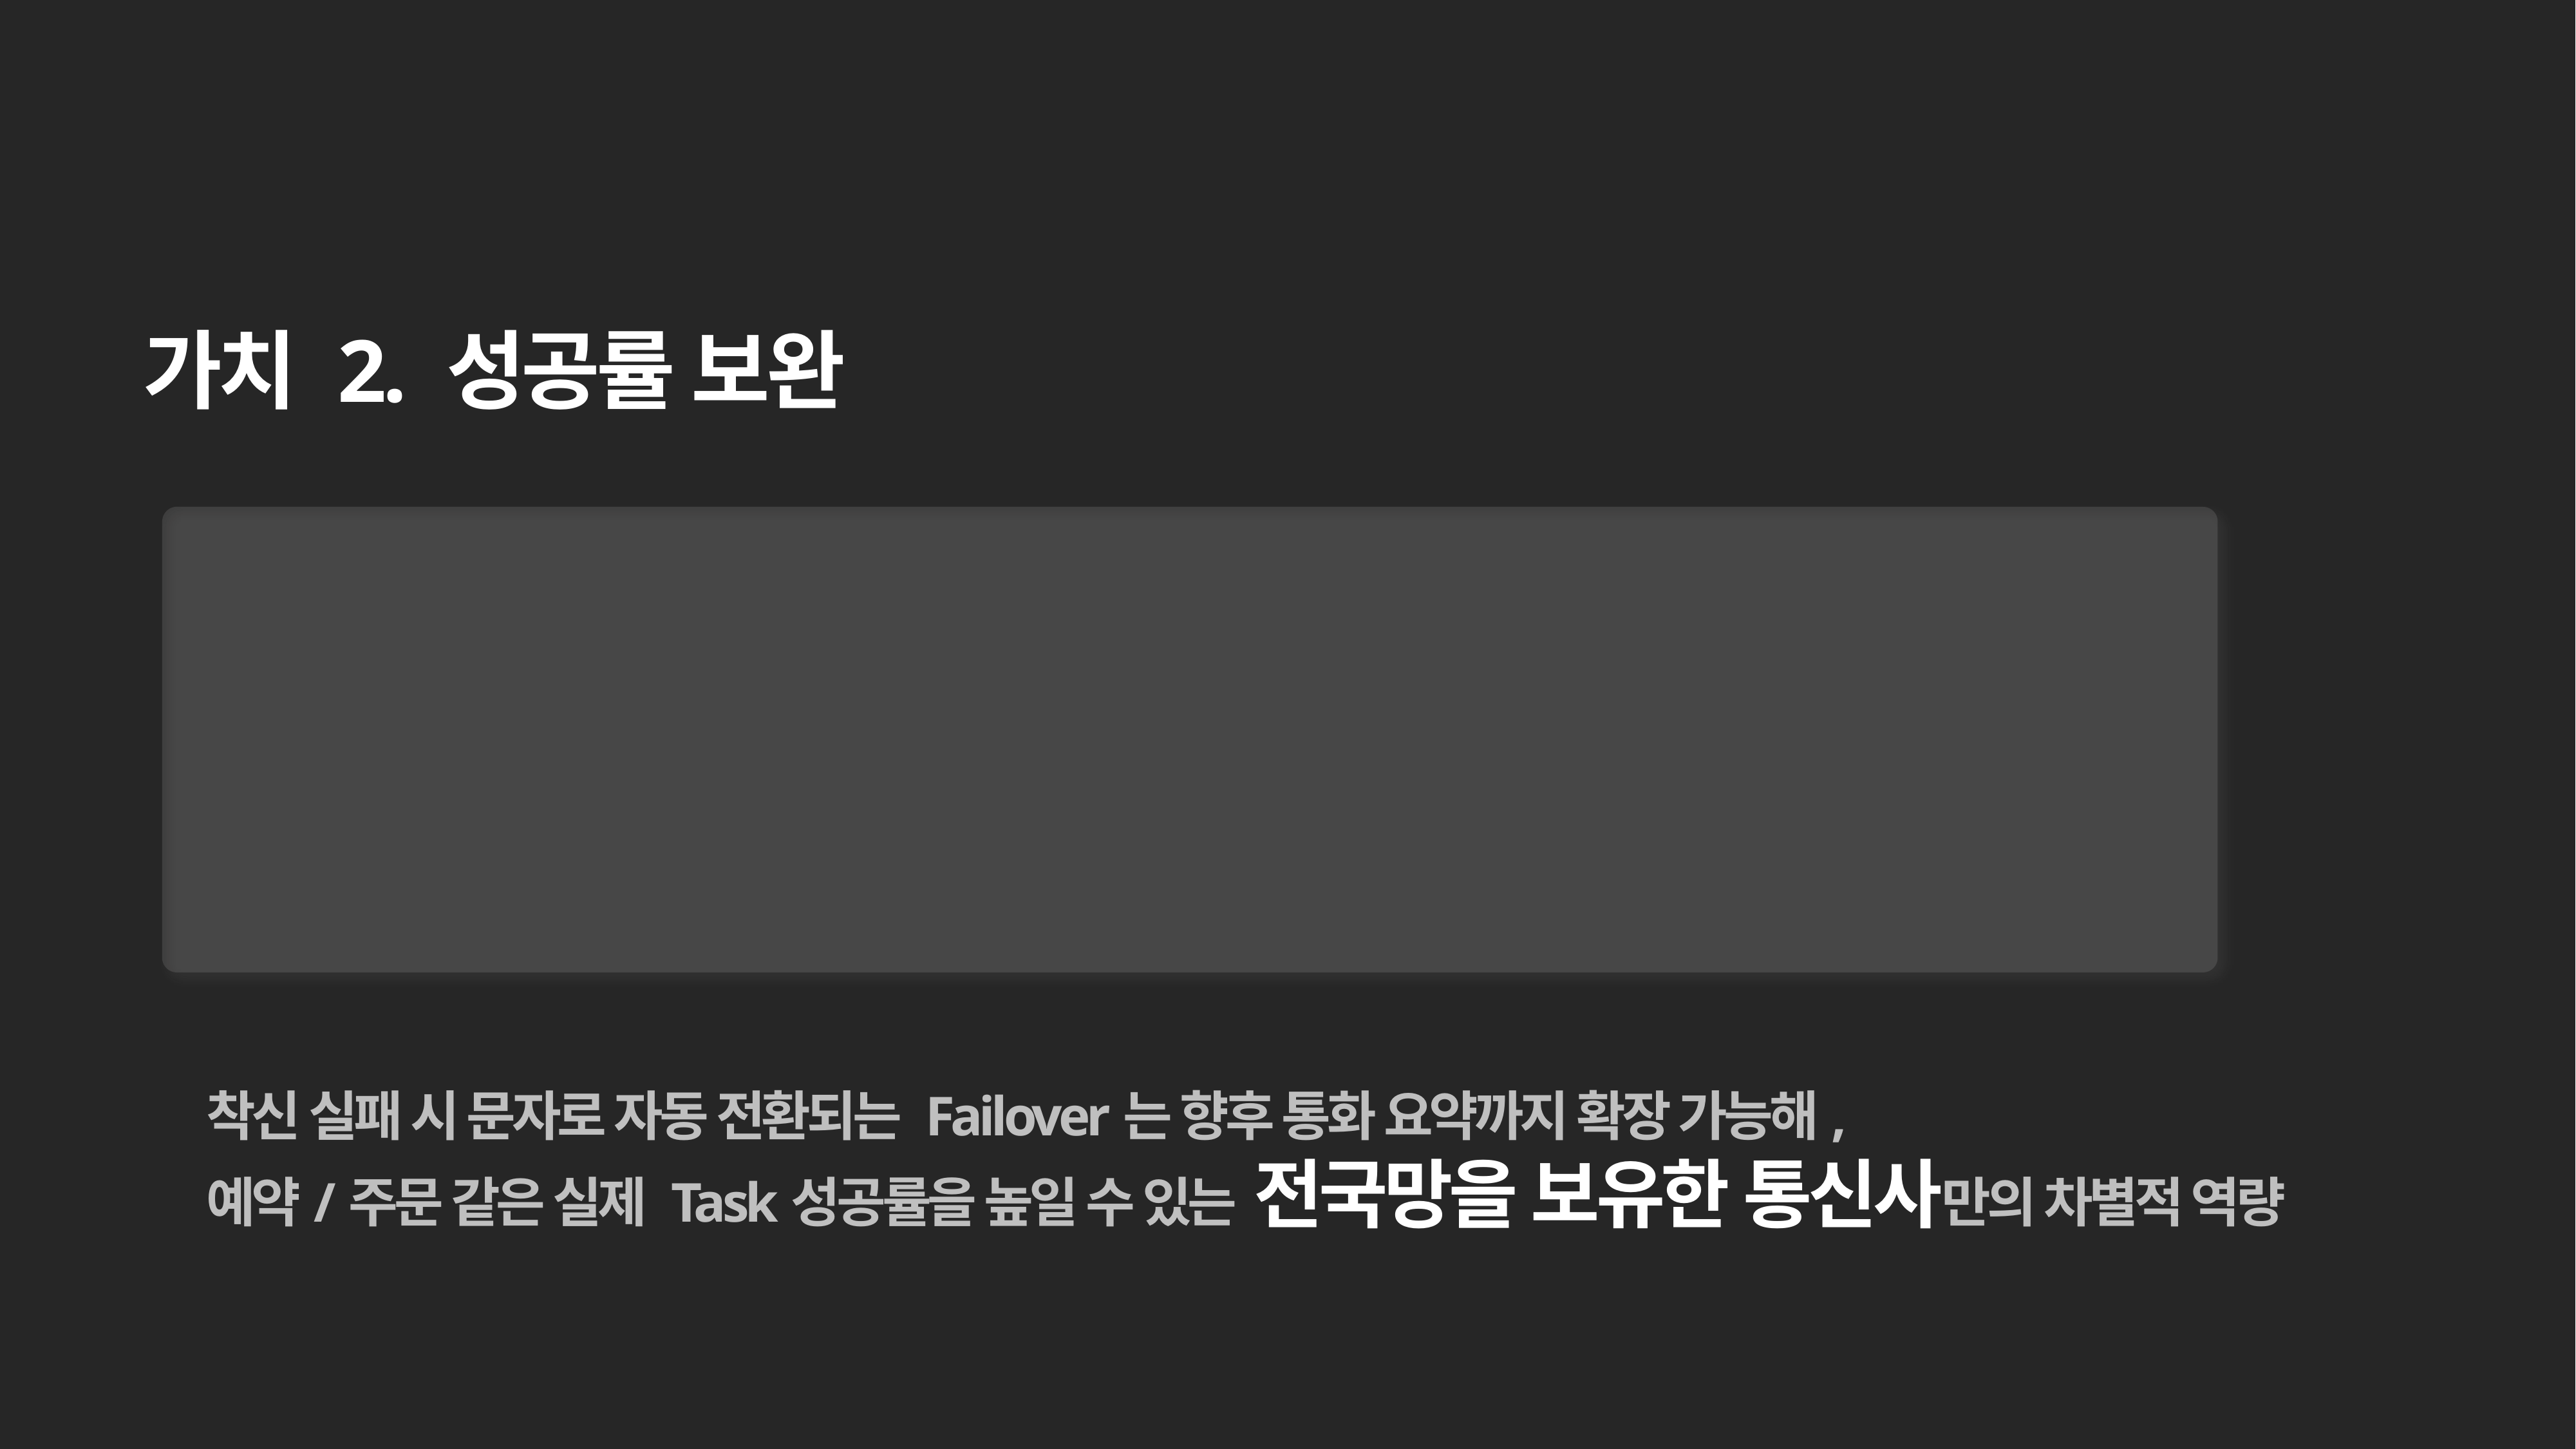 가치 2. 성공률 보완
착신 실패 시 문자로 자동 전환되는 Failover 는 향후 통화 요약까지 확장 가능해 ,
예약 / 주문 같은 실제 Task 성공률을 높일 수 있는 전국망을 보유한 통신사만의 차별적 역량